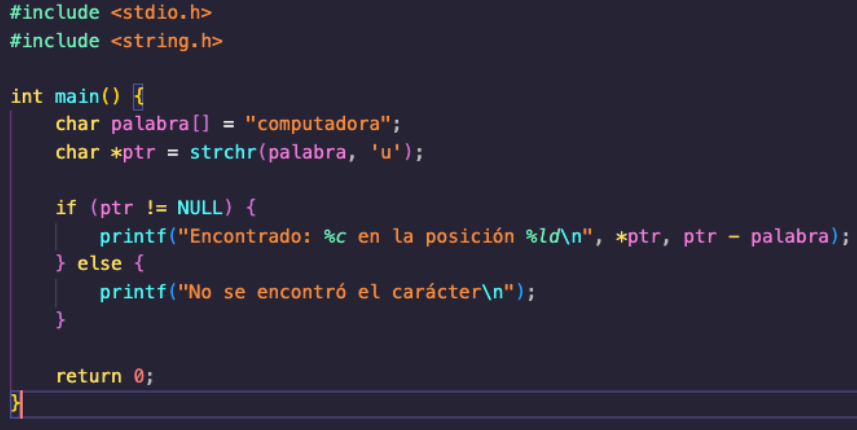 #include <stdio.h>
#include <string.h>
int main() {
char palabra[] = "computadora";
char *ptr = strchr(palabra, 'u');
if (ptr != NULL) {
printf("Encontrado: %c en la posición %ld\n", *ptr, ptr - palabra);
} else {
printf("No se encontró el carácter\n");
}
return 0;
}